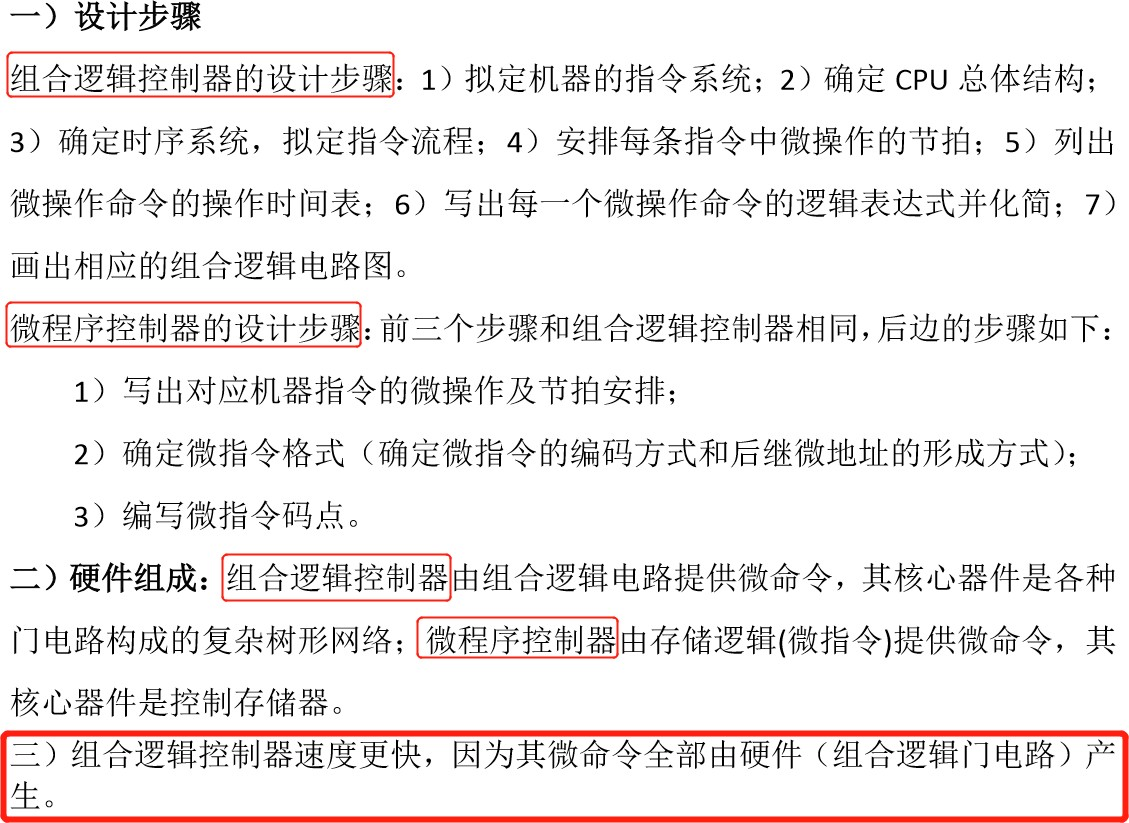 一）设计步骤
组合逻辑控制器的设计步骤：1）拟定机器的指令系统；2）确定 CPU 总体结构；
3）确定时序系统，拟定指令流程；4）安排每条指令中微操作的节拍；5）列出
微操作命令的操作时间表；6）写出每一个微操作命令的逻辑表达式并化简；7）
画出相应的组合逻辑电路图。
微程序控制器的设计步骤：前三个步骤和组合逻辑控制器相同，后边的步骤如下：
1）写出对应机器指令的微操作及节拍安排；
2）确定微指令格式（确定微指令的编码方式和后继微地址的形成方式）；
3）编写微指令码点。
二）硬件组成：组合逻辑控制器由组合逻辑电路提供微命令，其核心器件是各种
门电路构成的复杂树形网络；微程序控制器由存储逻辑(微指令)提供微命令，其
核心器件是控制存储器。
三）组合逻辑控制器速度更快，因为其微命令全部由硬件（组合逻辑门电路）产
生。